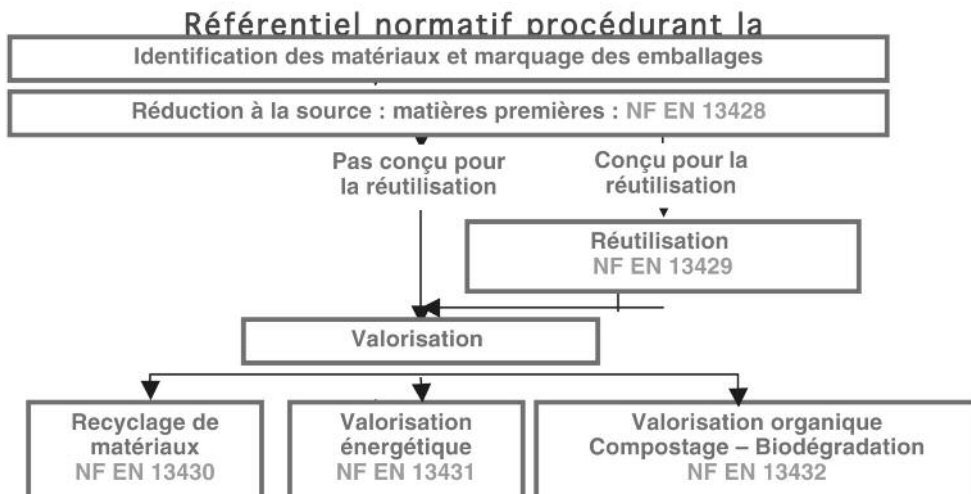 Référentiel normatif procédurant la
Identification des matériaux et marquage des emballages
Réduction à la source : matières premières : NF EN 13428
Pas conçu pour
la réutilisation
Conçu pour la
réutilisation
Réutilisation
NF EN 13429
Valorisation
Recyclage de
matériaux
NF EN 13430
Valorisation
énergétique
NF EN 13431
Valorisation organique
Compostage – Biodégradation
NF EN 13432